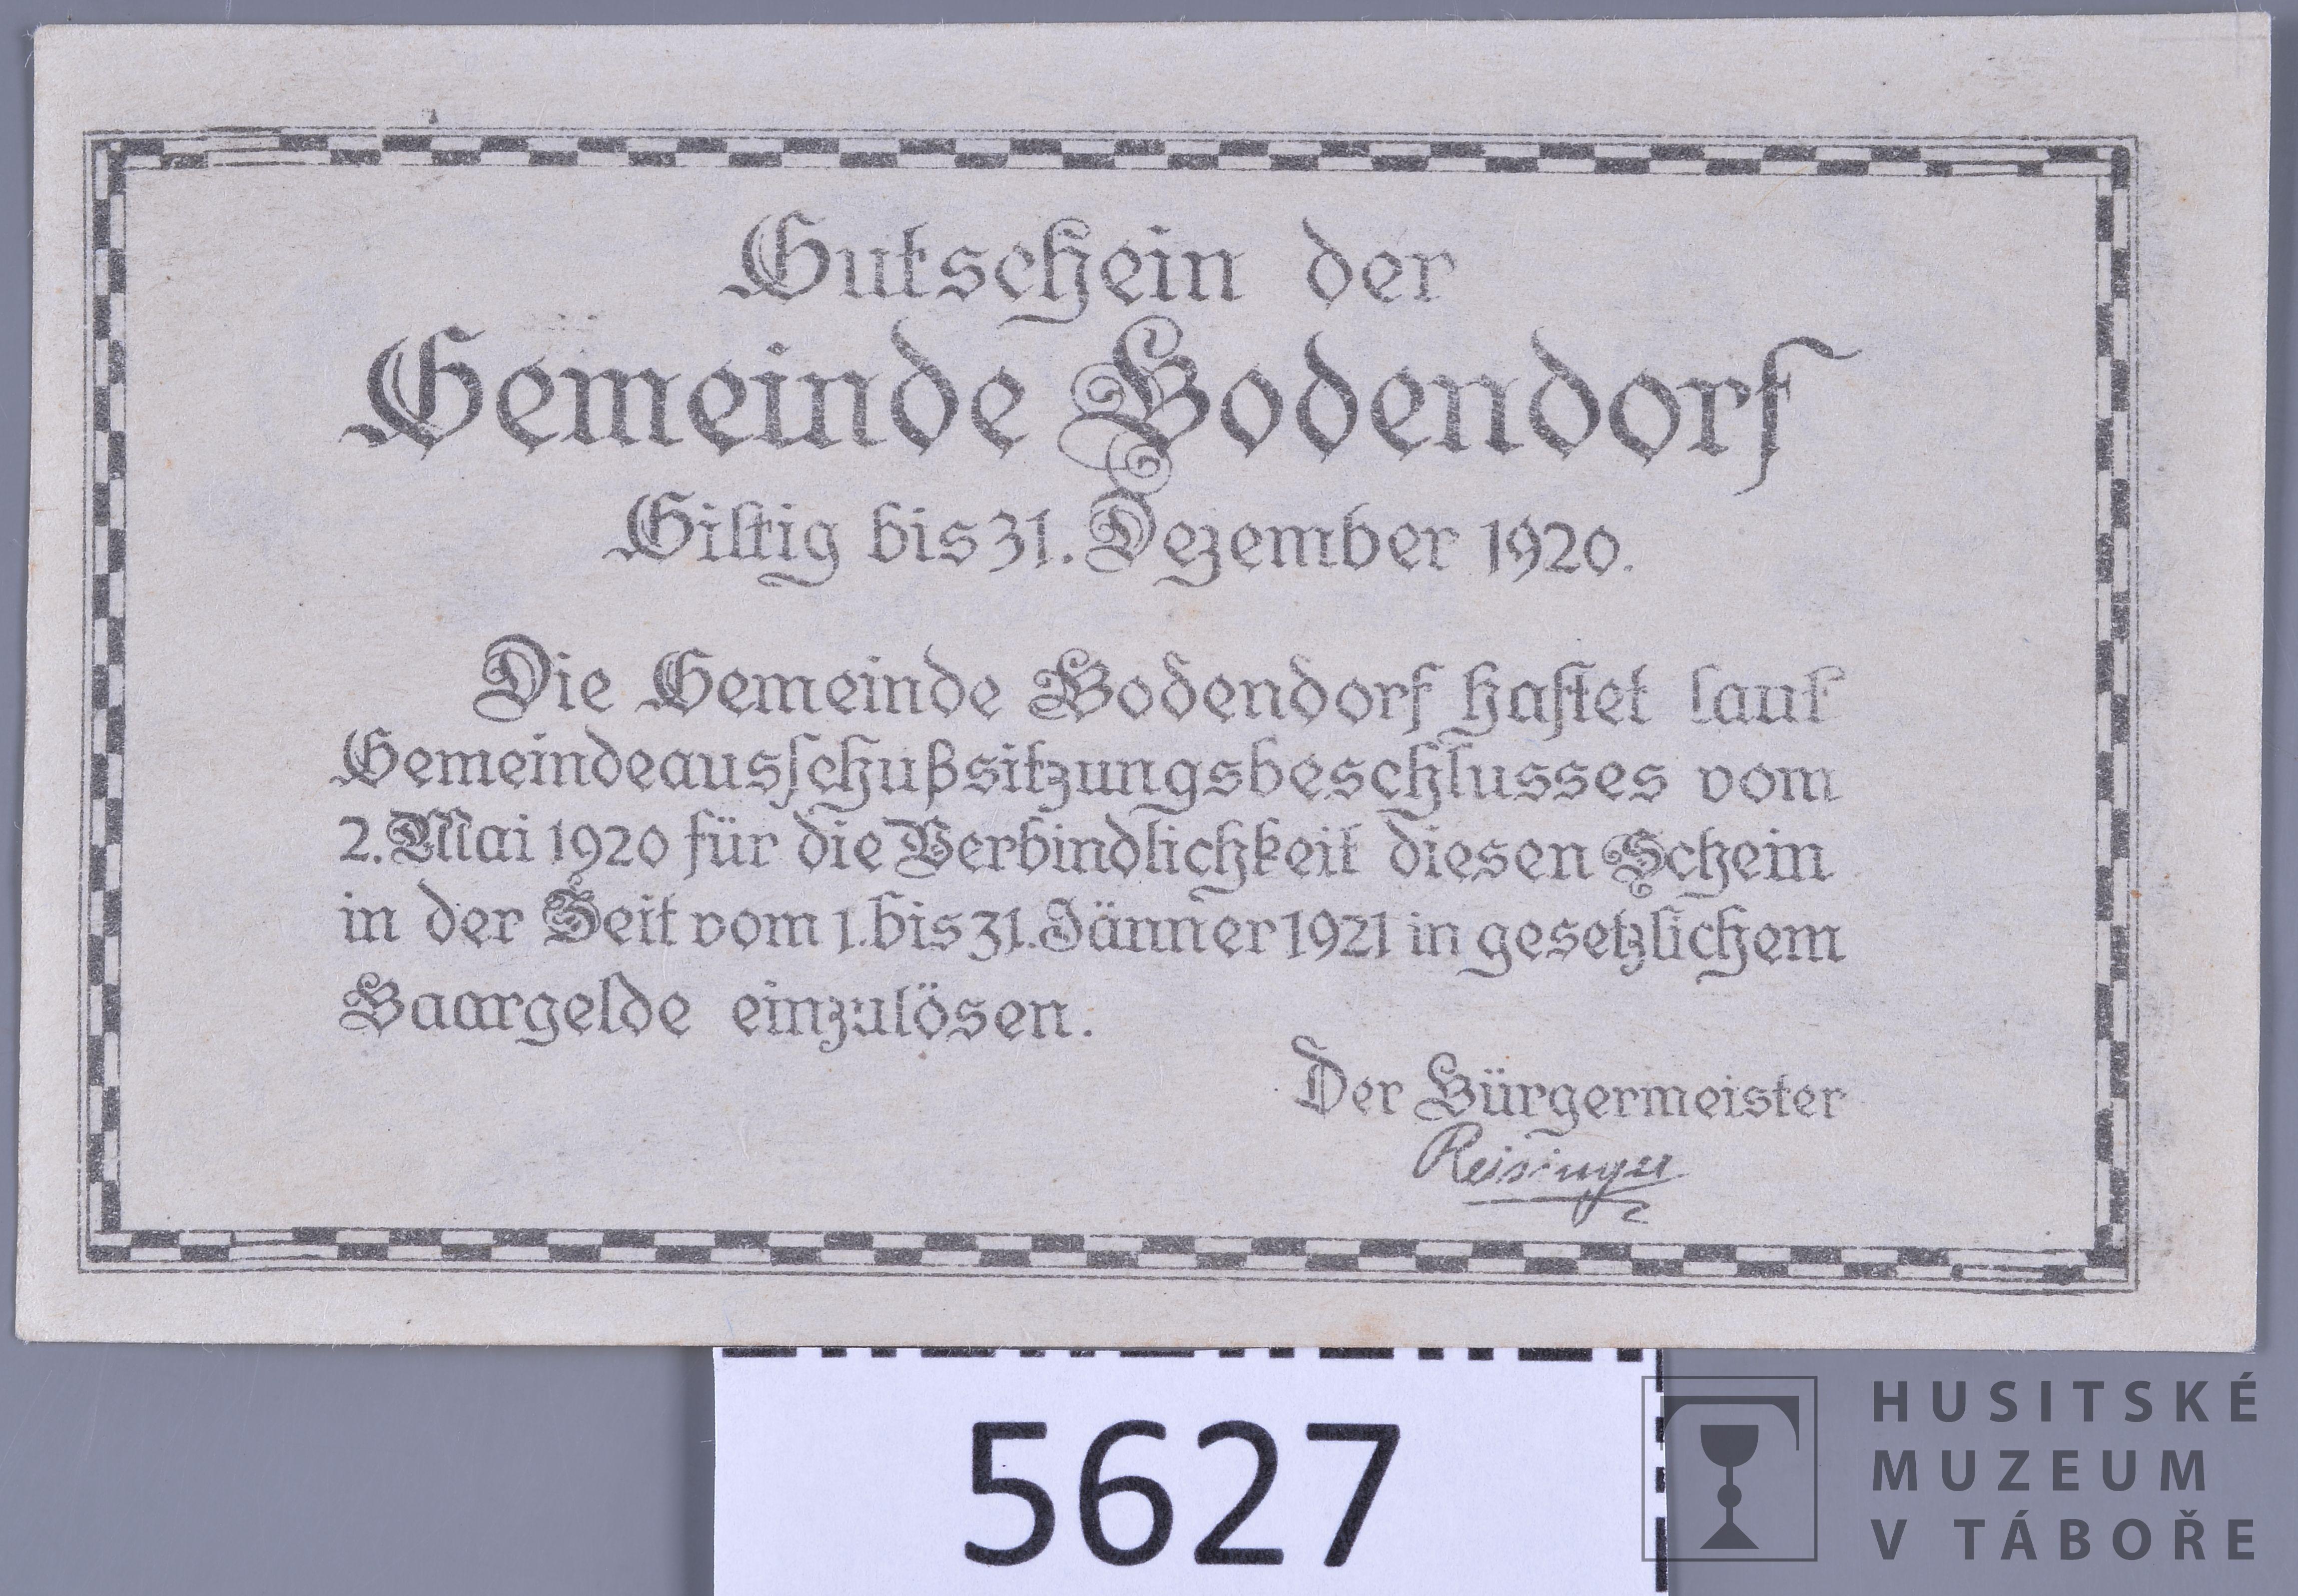 Gutschein der
Gemeinde Bodendorf
Giltig bis 31. Dezember 1920.
Die Gemeinde Bodendorf haftet laut
Gemeindeausschußsitzungsbeschlusses vom
2. Mai 1920 für die Verbindlichkeit diesen Schein
in der Zeit vom 1. bis 31. Jänner 1921 in gesetzlichem
Baargelde einzulösen.
Der Bürgermeister
Reisinger
5627
HUSITSKÉ
MUZEUM
V TÁBOŘE